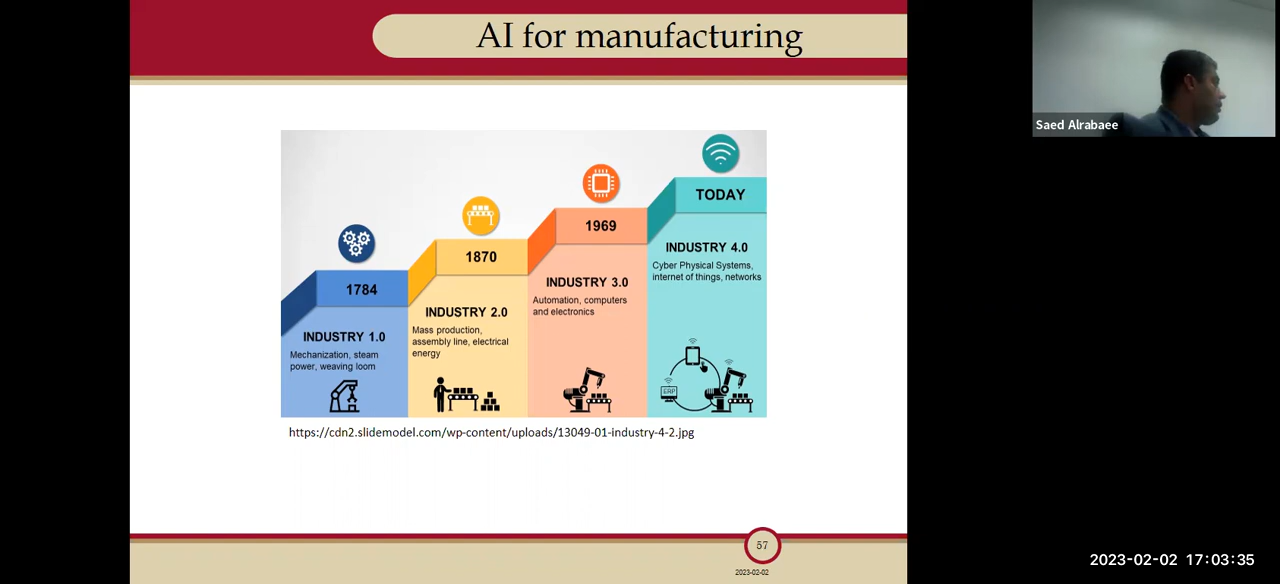 AI for manufacturing
Saed Alrabaee
TODAY
1969
1870
1784
INDUSTRY 1.0
Mechanization, steam
power, weaving loom
INDUSTRY 2.0
Mass production,
assembly line, electrical
energy
INDUSTRY 3.0
Automation, computers
and electronics
INDUSTRY 4.0
Cyber Physical Systems,
internet of things, networks
ERP
https://cdn2.slidemodel.com/wp-content/uploads/13049-01-industry-4-2.jpg
57
2023-02-02
2023-02-02 17:03:35